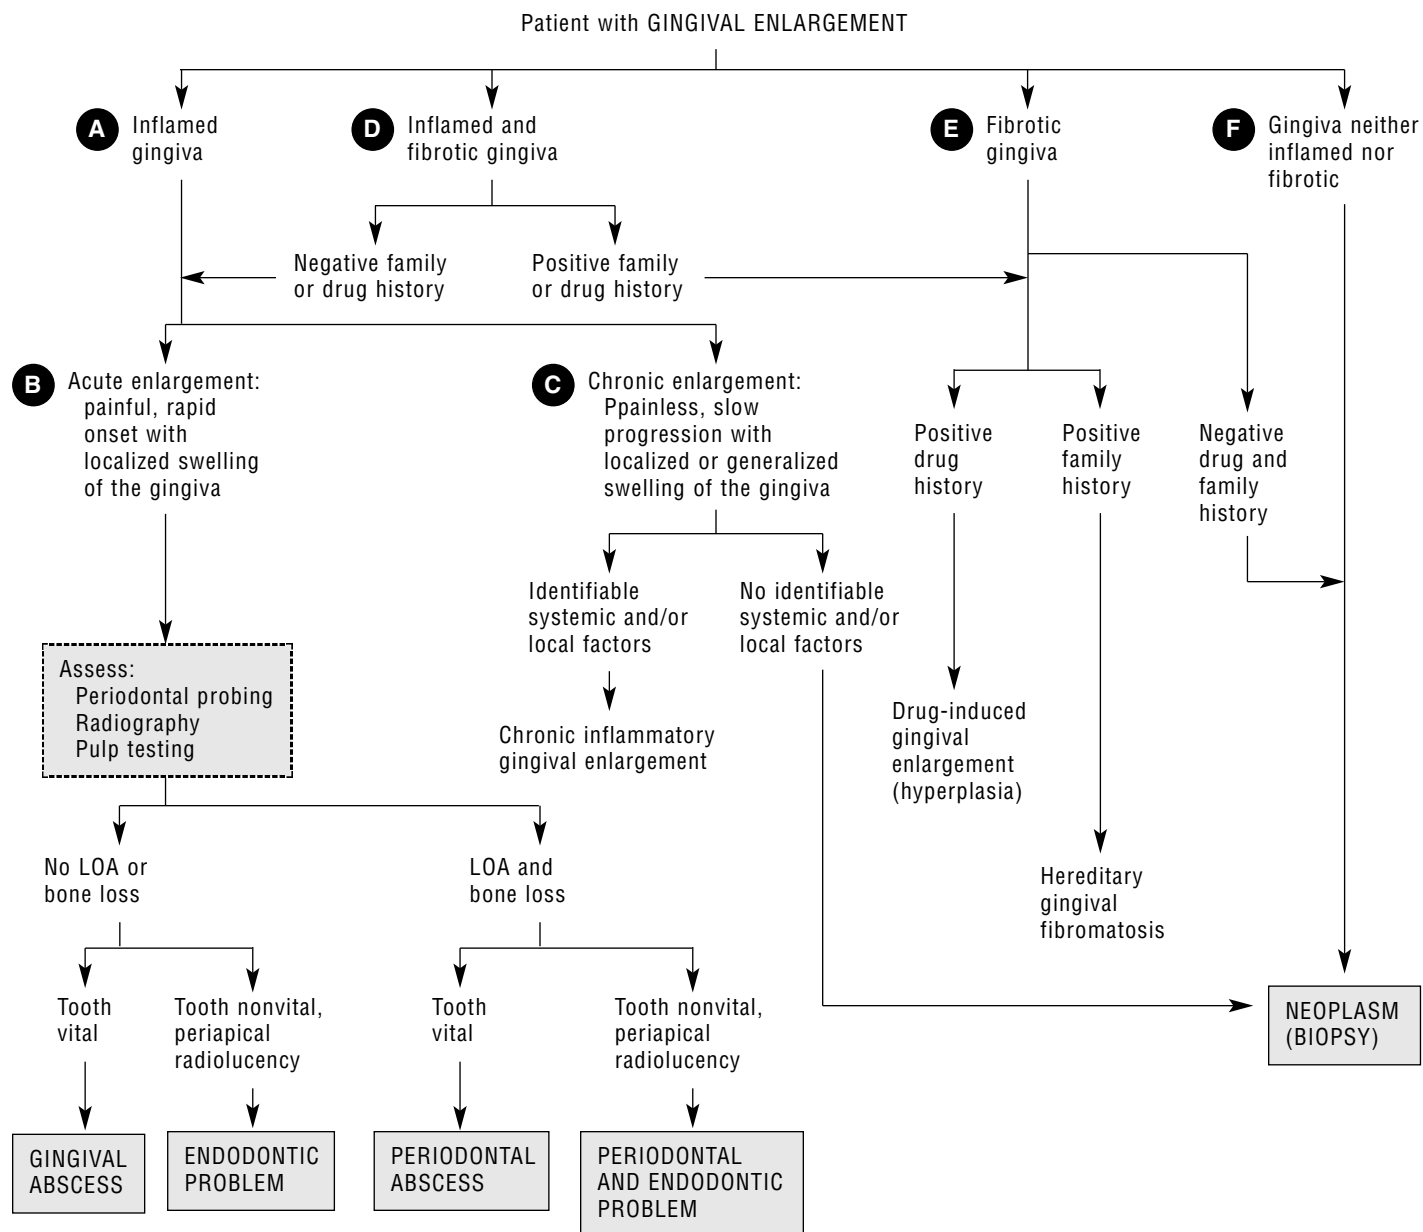 Patient with GINGIVAL ENLARGEMENT
A
Inflamed
gingiva
D
Inflamed and
fibrotic gingiva
E
Fibrotic
gingiva
F
Gingiva neither
inflamed nor
fibrotic
Negative family
or drug history
Positive family
or drug history
B
Acute enlargement:
painful, rapid
onset with
localized swelling
of the gingiva
C
Chronic enlargement:
Ppainless, slow
progression with
localized or generalized
swelling of the gingiva
Positive
drug
history
Positive
family
history
Negative
drug and
family
history
Identifiable
systemic and/or
local factors
No identifiable
systemic and/or
local factors
Assess:
Periodontal probing
Radiography
Pulp testing
Chronic inflammatory
gingival enlargement
Drug-induced
gingival
enlargement
(hyperplasia)
Hereditary
gingival
fibromatosis
No LOA or
bone loss
LOA and
bone loss
Tooth
vital
Tooth nonvital,
periapical
radiolucency
Tooth
vital
Tooth nonvital,
periapical
radiolucency
NEOPLASM
(BIOPSY)
GINGIVAL
ABSCESS
ENDODONTIC
PROBLEM
PERIODONTAL
ABSCESS
PERIODONTAL
AND ENDODONTIC
PROBLEM